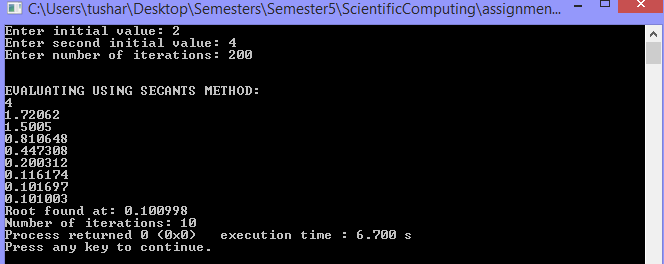 C:\Users\tushar\Desktop\Semesters\Semester5\ScientificComputing\assignmen...
Enter initial value: 2
Enter second initial value: 4
Enter number of iterations: 200
EVALUATING USING SECANTS METHOD:
4
1.72062
1.5005
0.810648
0.447308
0.200312
0.116174
0.101697
0.101003
Root found at: 0.100998
Number of iterations: 10
Process returned 0 (0x0)   execution time : 6.700 s
Press any key to continue.